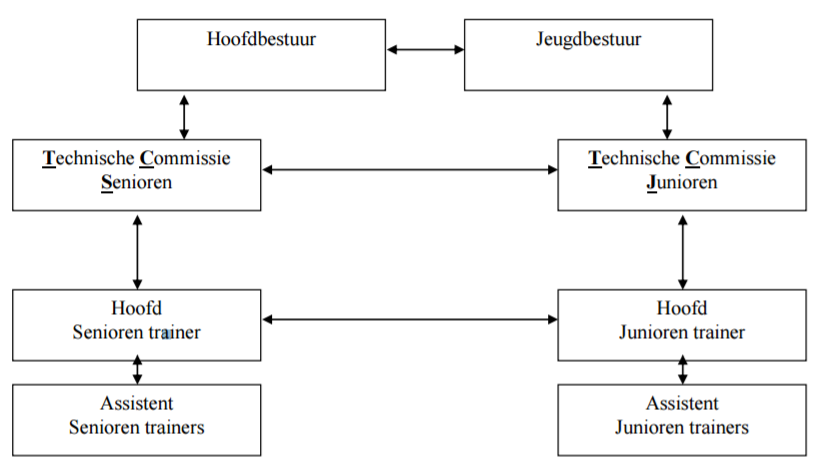 Hoofdbestuur
Jeugdbestuur
Technische Commissie
Senioren
Technische Commissie
Junioren
Hoofd
Senioren trainer
Hoofd
Junioren trainer
Assistent
Senioren trainers
Assistent
Junioren trainers